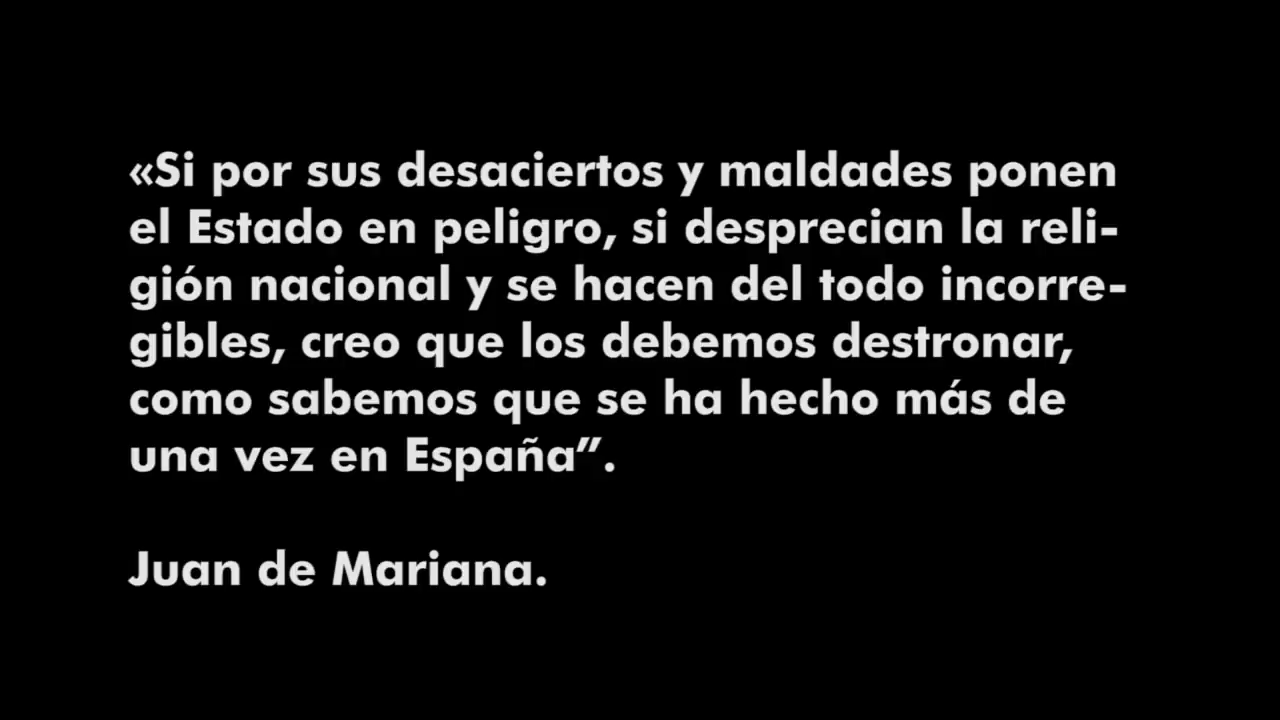 «Si por sus desaciertos y maldades ponen
el Estado en peligro, si desprecian la reli-
gión nacional y se hacen del todo incorre-
gibles, creo que los debemos destronar,
como sabemos que se ha hecho más de
una vez en España”.
Juan de Mariana.